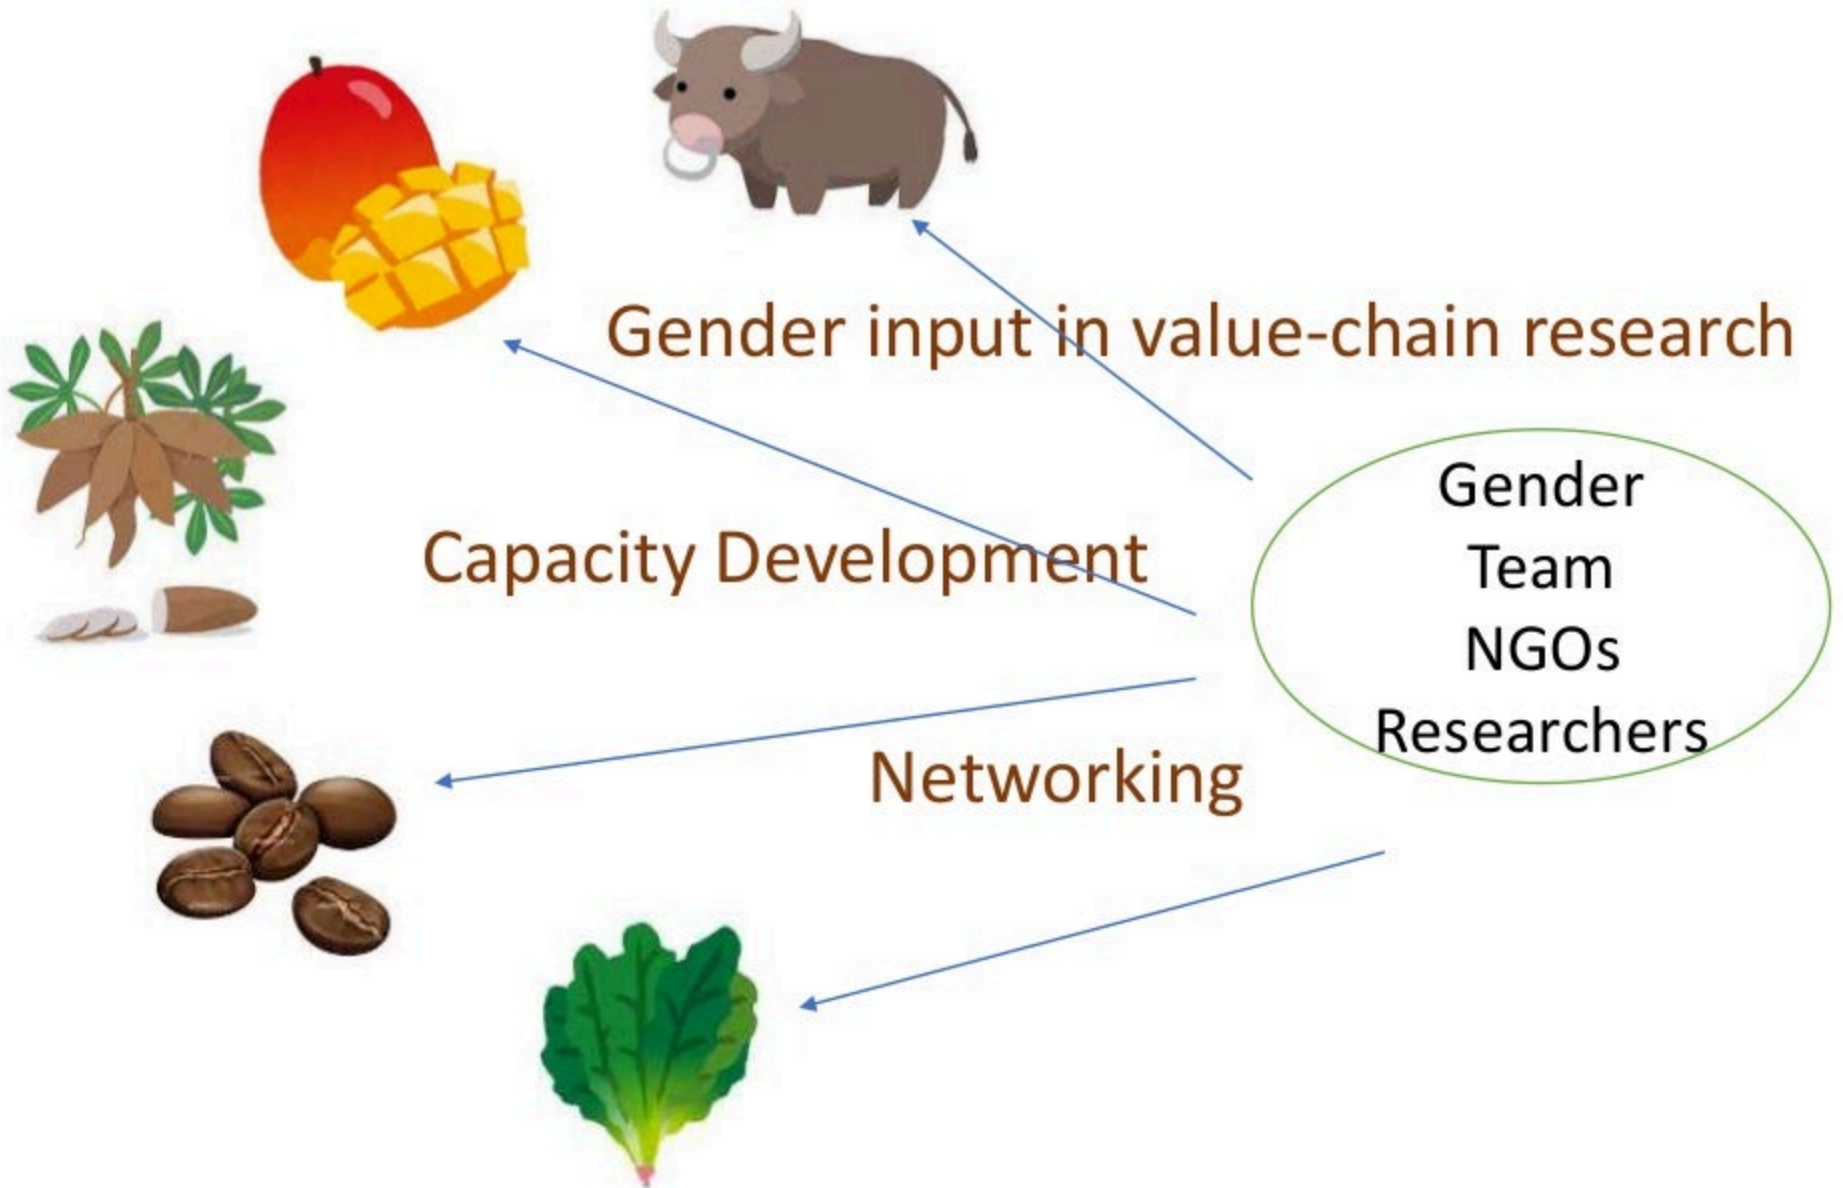 Gender input in value-chain research
Capacity Development
Networking
Gender
Team
NGOs
Researchers